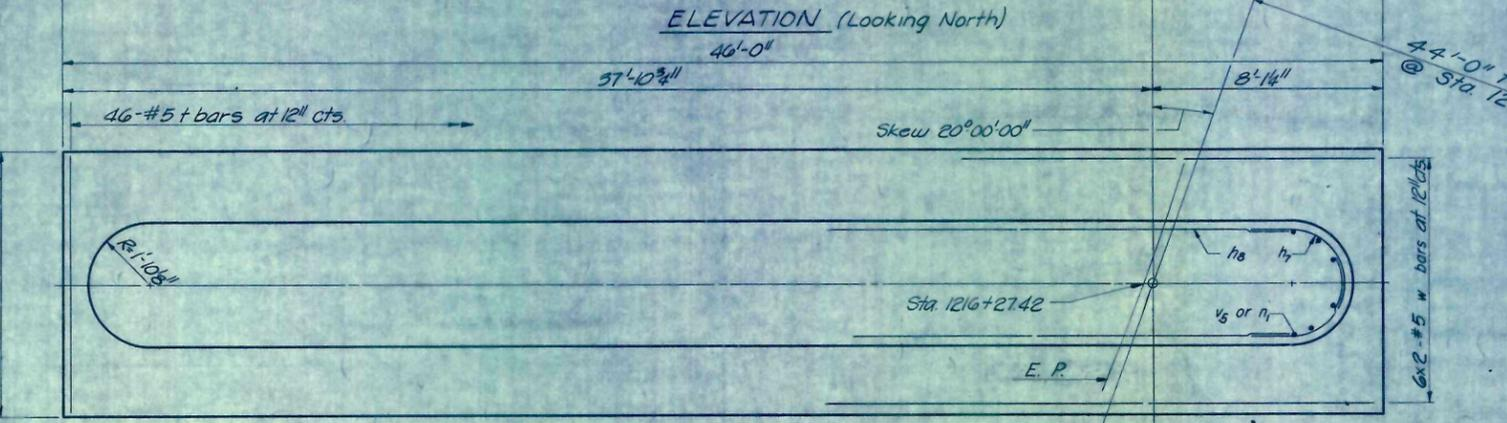 ELEVATION (Looking North)
46'-0"
37'-10¾" 8'-1¼"
44'-0"
@ Sta. 12
46-#5 t bars at 12" cts.
Skew 20°00'00"
R=1'-10⅛"
h8 h7
Sta. 1216+27.42
v5 or n1
E. P.
6x2-#5 w bars at 12" cts